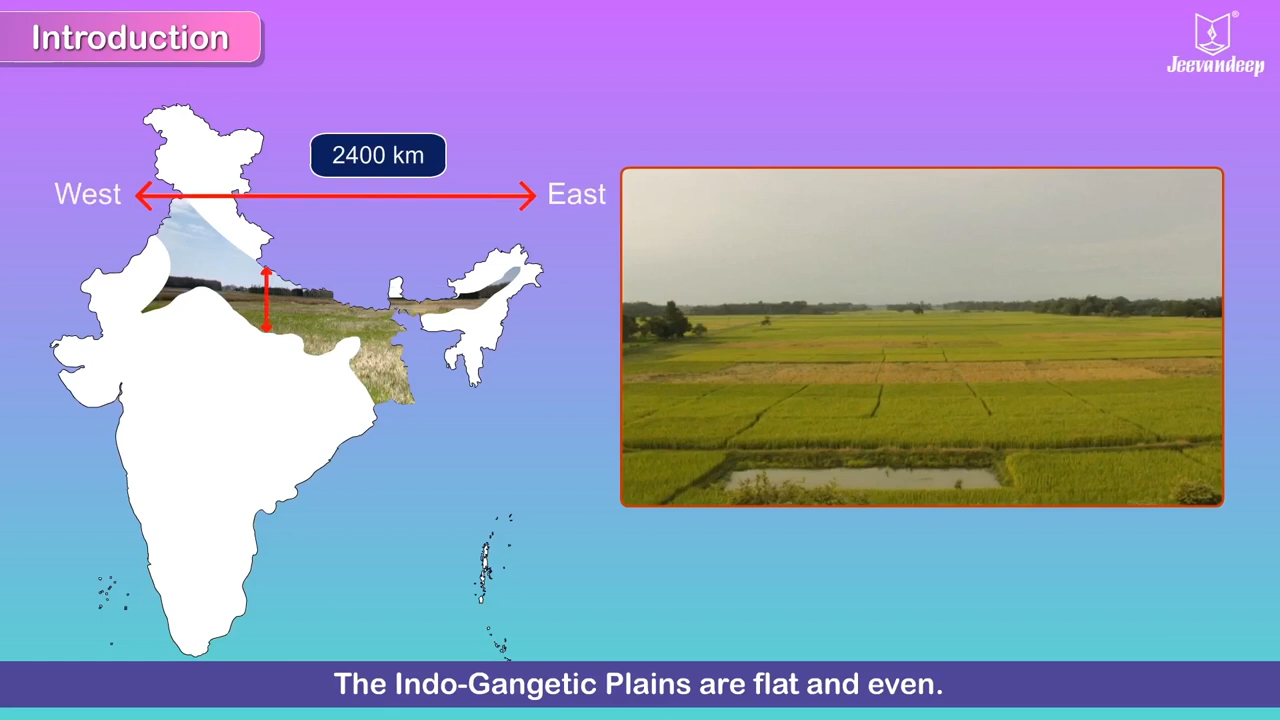 Introduction
Jeevandeep®
2400 km
West
East
The Indo-Gangetic Plains are flat and even.